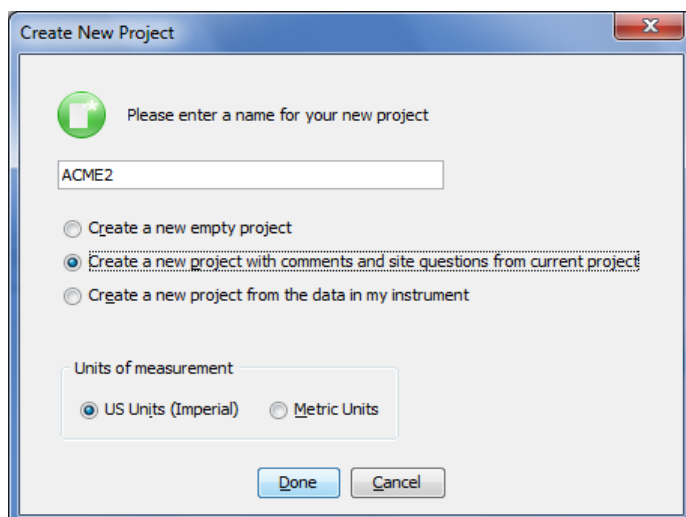 Create New Project
Please enter a name for your new project
ACME2
Create a new empty project
Create a new project with comments and site questions from current project
Create a new project from the data in my instrument
Units of measurement
US Units (Imperial) Metric Units
Done Cancel